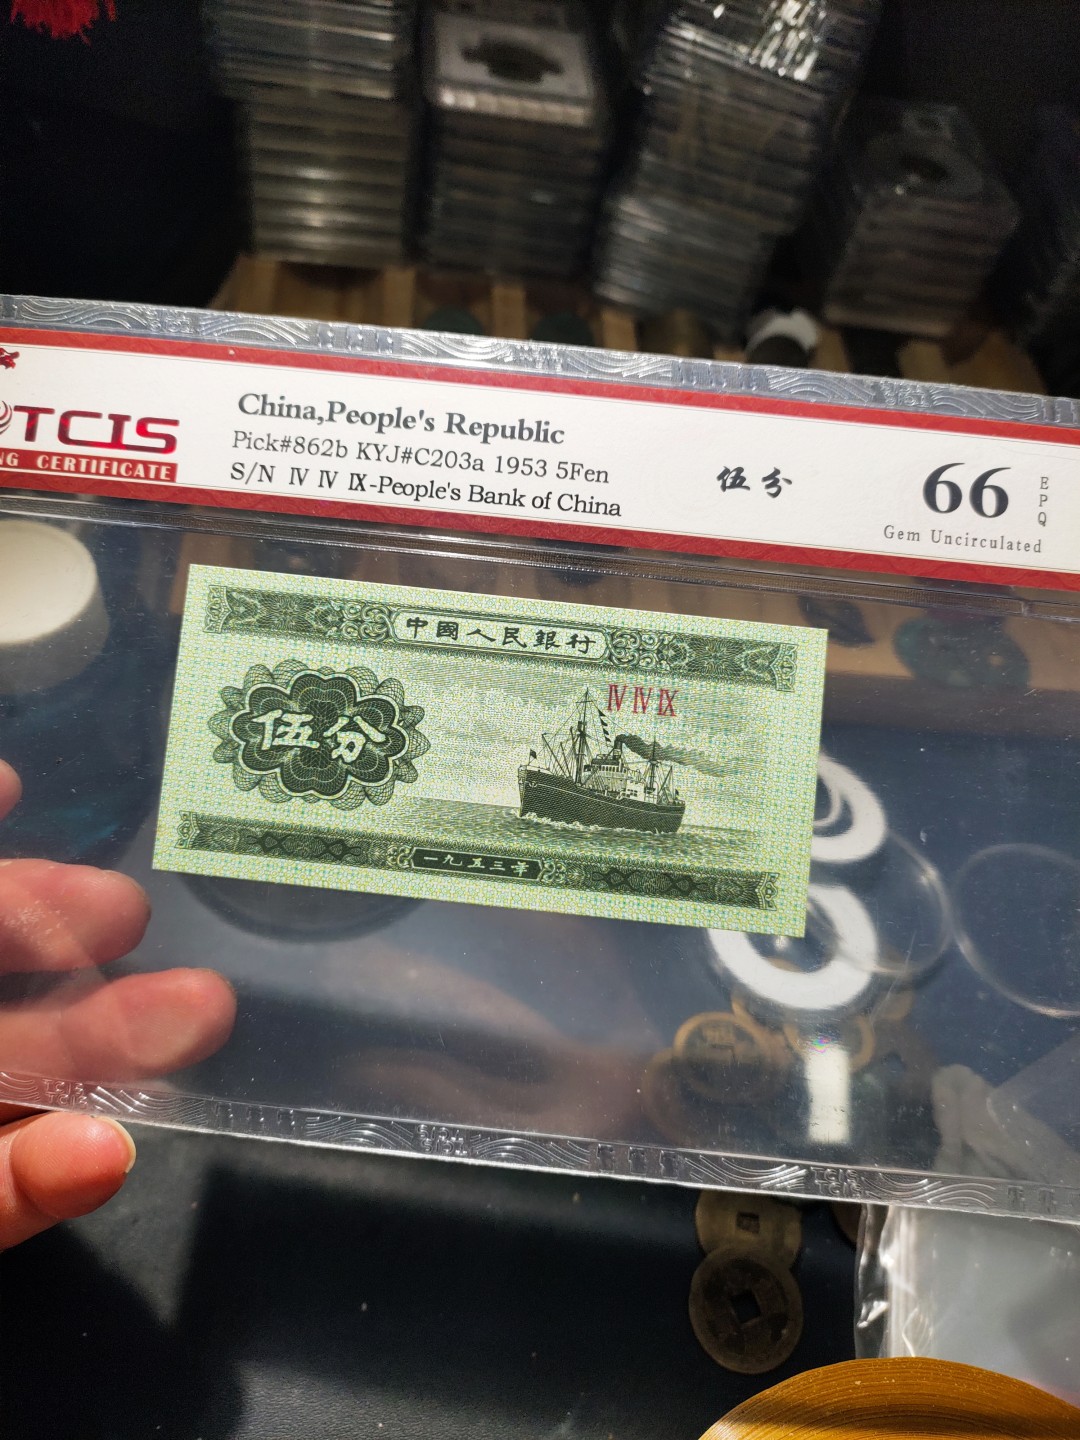 TCIS
NG CERTIFICATE
China,People's Republic
Pick#862b KYJ#C203a 1953 5Fen
S/N IV IV IX-People's Bank of China
伍分
66
EPQ
Gem Uncirculated
中國人民銀行
IV IV IX
伍分
一九五三年